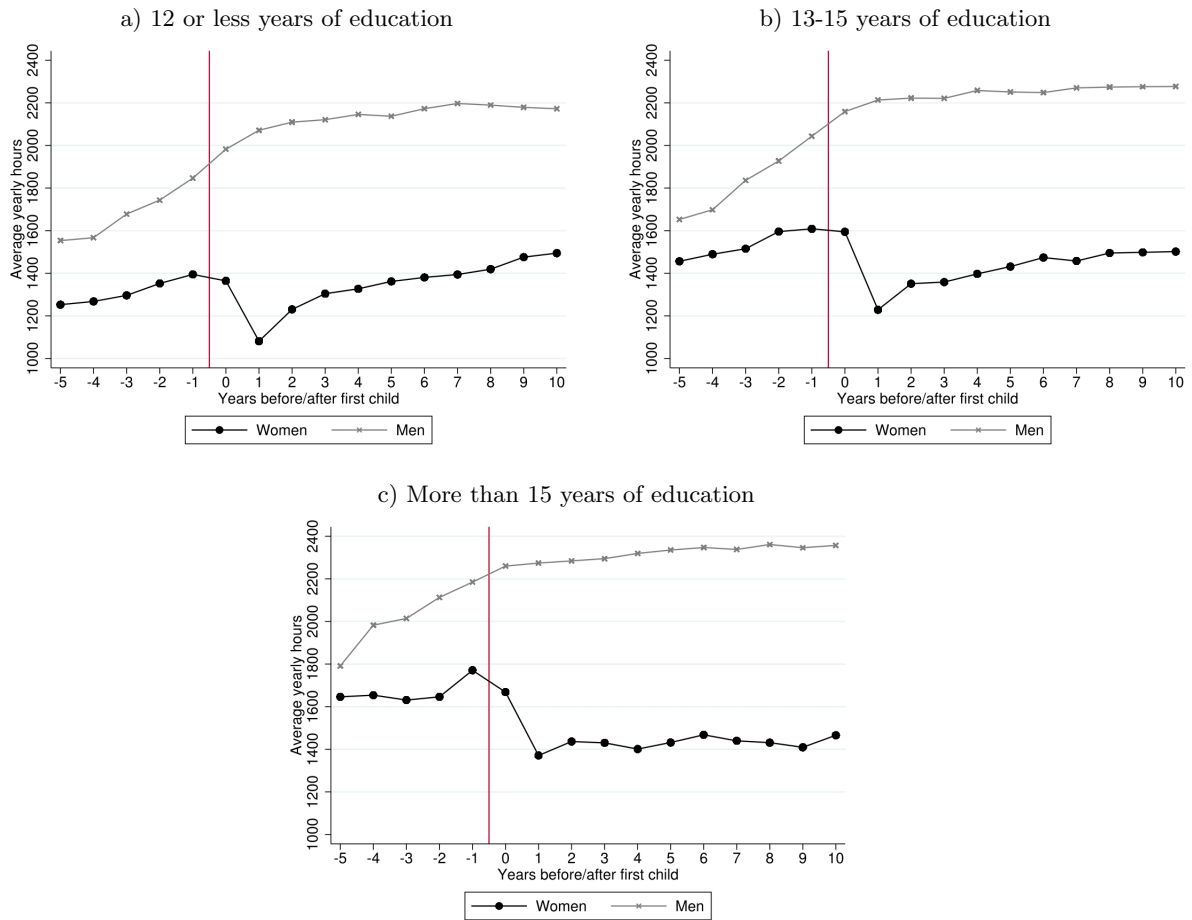 a) 12 or less years of education
Average yearly hours
2400
2200
2000
1800
1600
1400
1200
1000
-5 -4 -3 -2 -1 0 1 2 3 4 5 6 7 8 9 10
Years before/after first child
Women Men
b) 13-15 years of education
Average yearly hours
2400
2200
2000
1800
1600
1400
1200
1000
-5 -4 -3 -2 -1 0 1 2 3 4 5 6 7 8 9 10
Years before/after first child
Women Men
c) More than 15 years of education
Average yearly hours
2400
2200
2000
1800
1600
1400
1200
1000
-5 -4 -3 -2 -1 0 1 2 3 4 5 6 7 8 9 10
Years before/after first child
Women Men